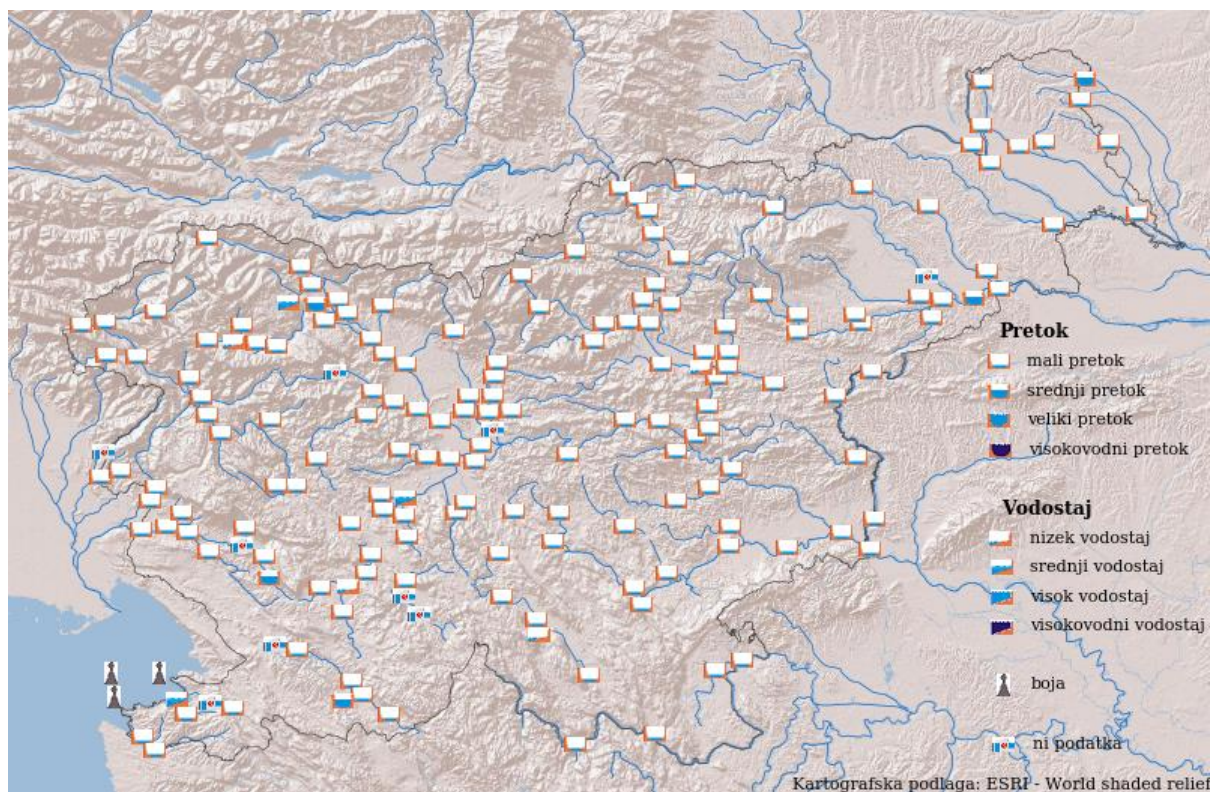 Pretok
mali pretok
srednji pretok
veliki pretok
visokovodni pretok
Vodostaj
nizek vodostaj
srednji vodostaj
visok vodostaj
visokovodni vodostaj
boja
ni podatka
Kartografska podlaga: ESRI - World shaded relief